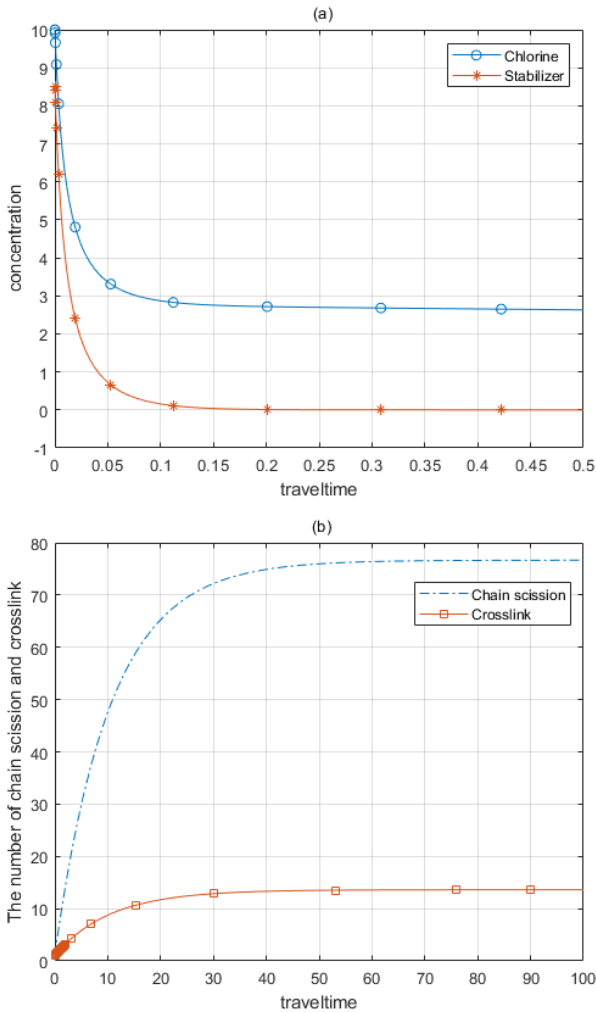 (a)
10
9
8
7
6
5
4
3
2
1
0
-1
concentration
Chlorine
Stabilizer
0 0.05 0.1 0.15 0.2 0.25 0.3 0.35 0.4 0.45 0.5
traveltime
(b)
80
70
60
50
40
30
20
10
0
The number of chain scission and crosslink
Chain scission
Crosslink
0 10 20 30 40 50 60 70 80 90 100
traveltime